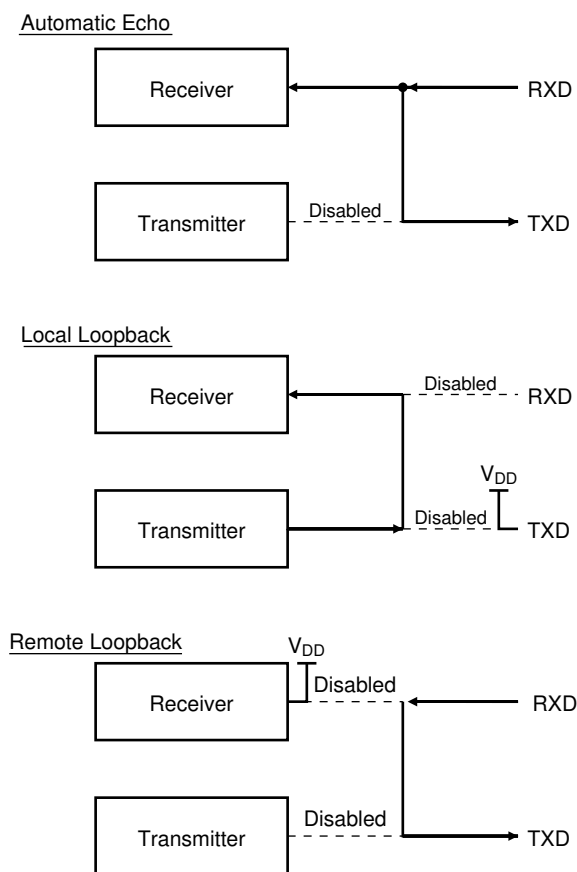 Automatic Echo
Receiver
RXD
Transmitter
Disabled
TXD
Local Loopback
Receiver
Disabled
RXD
VDD
Transmitter
Disabled
TXD
Remote Loopback
VDD
Receiver
Disabled
RXD
Transmitter
Disabled
TXD